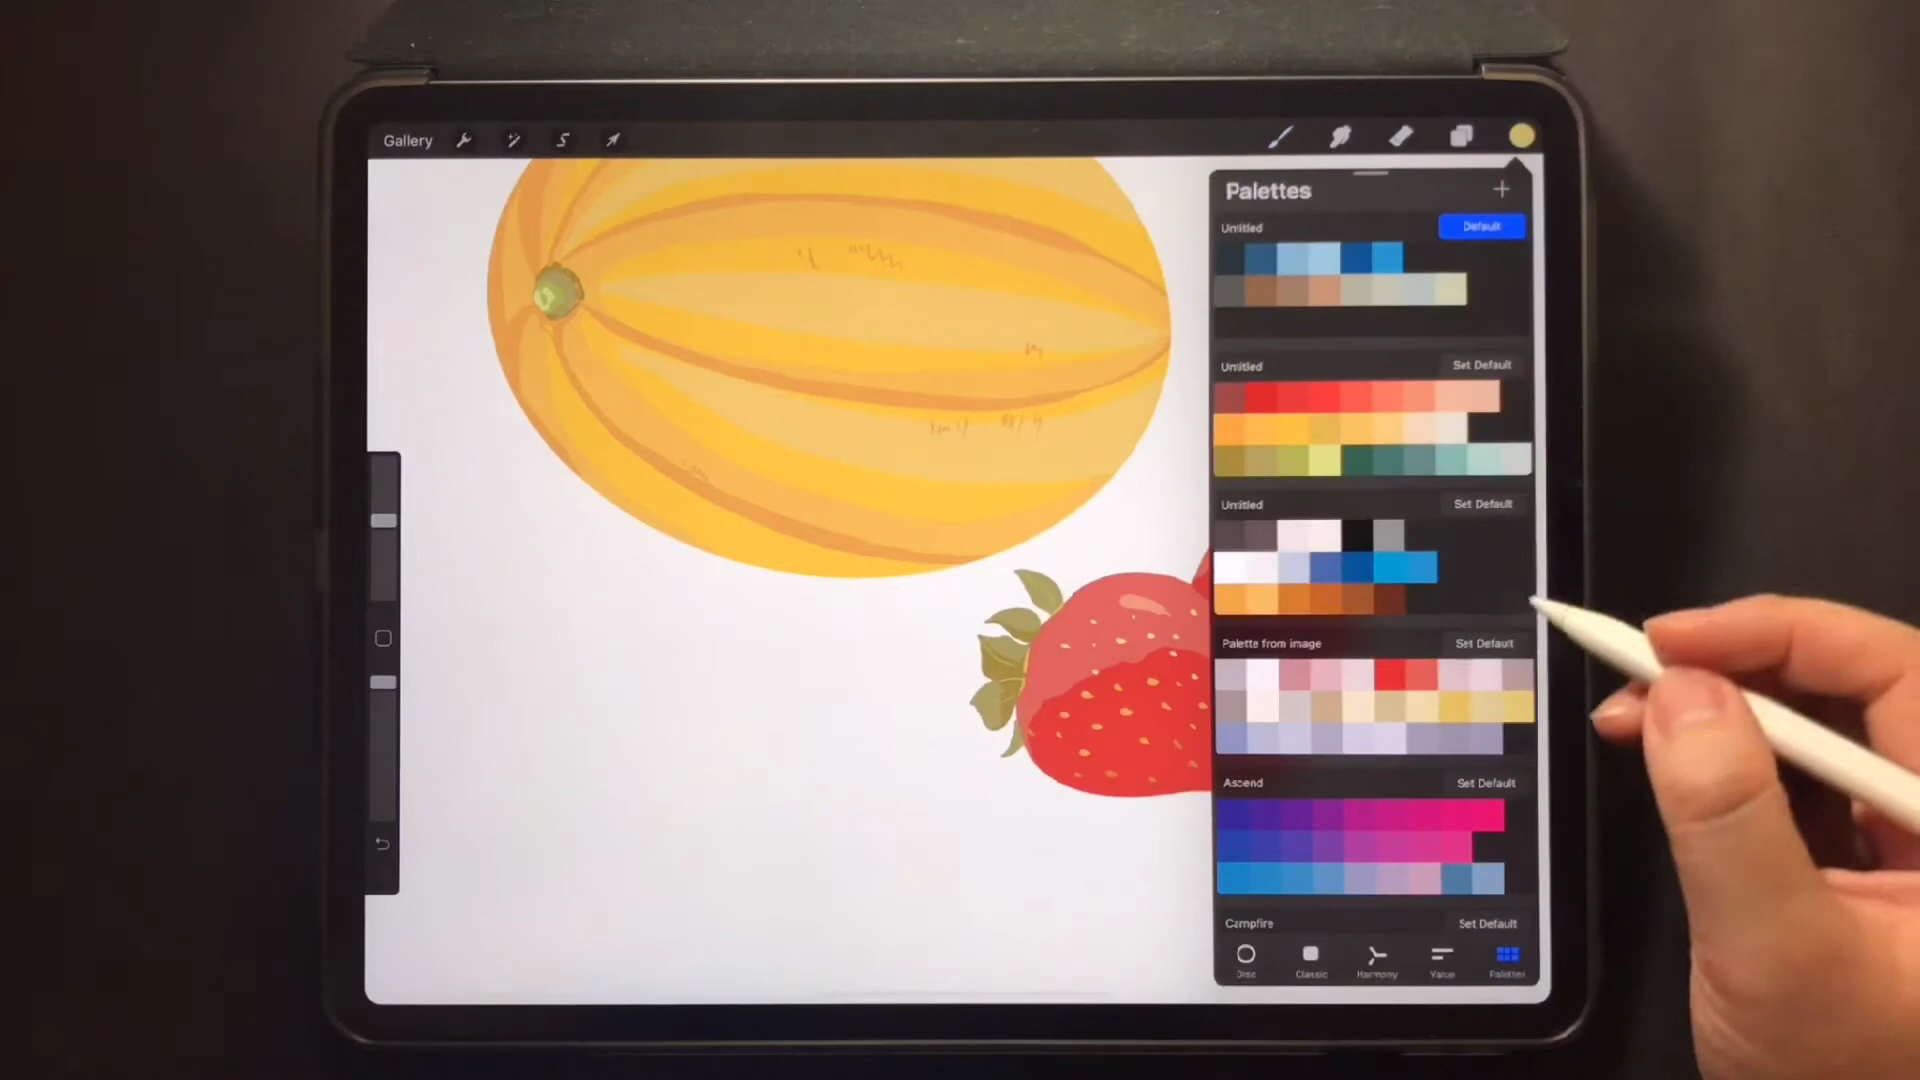 Gallery
Palettes
Untitled
Default
Untitled
Set Default
Untitled
Set Default
Palette from image
Set Default
Ascend
Set Default
Campfire
Set Default
Disc
Classic
Harmony
Value
Palettes